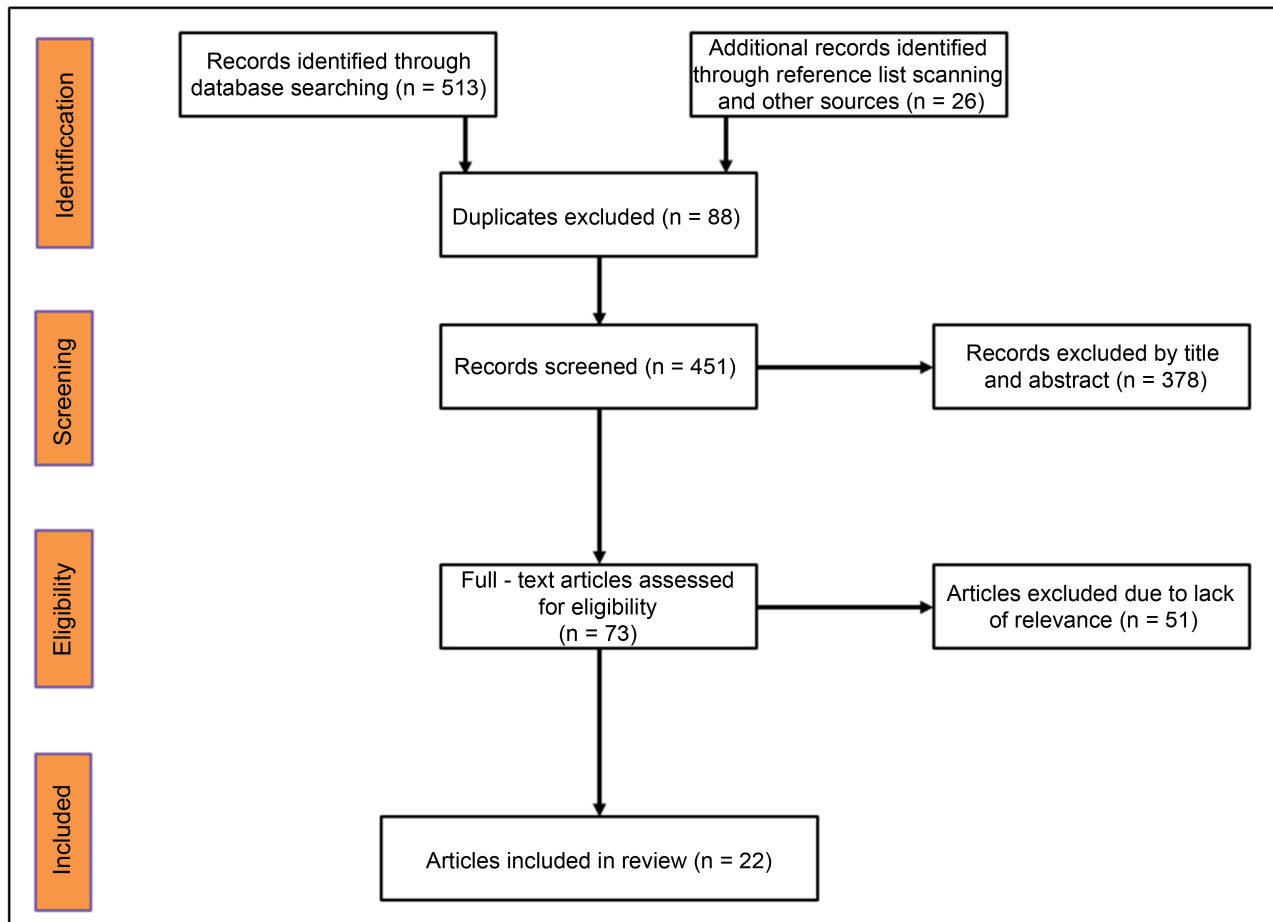 Identificcation
Records identified through
database searching (n = 513)
Additional records identified
through reference list scanning
and other sources (n = 26)
Duplicates excluded (n = 88)
Screening
Records screened (n = 451)
Records excluded by title
and abstract (n = 378)
Eligibility
Full - text articles assessed
for eligibility
(n = 73)
Articles excluded due to lack
of relevance (n = 51)
Included
Articles included in review (n = 22)